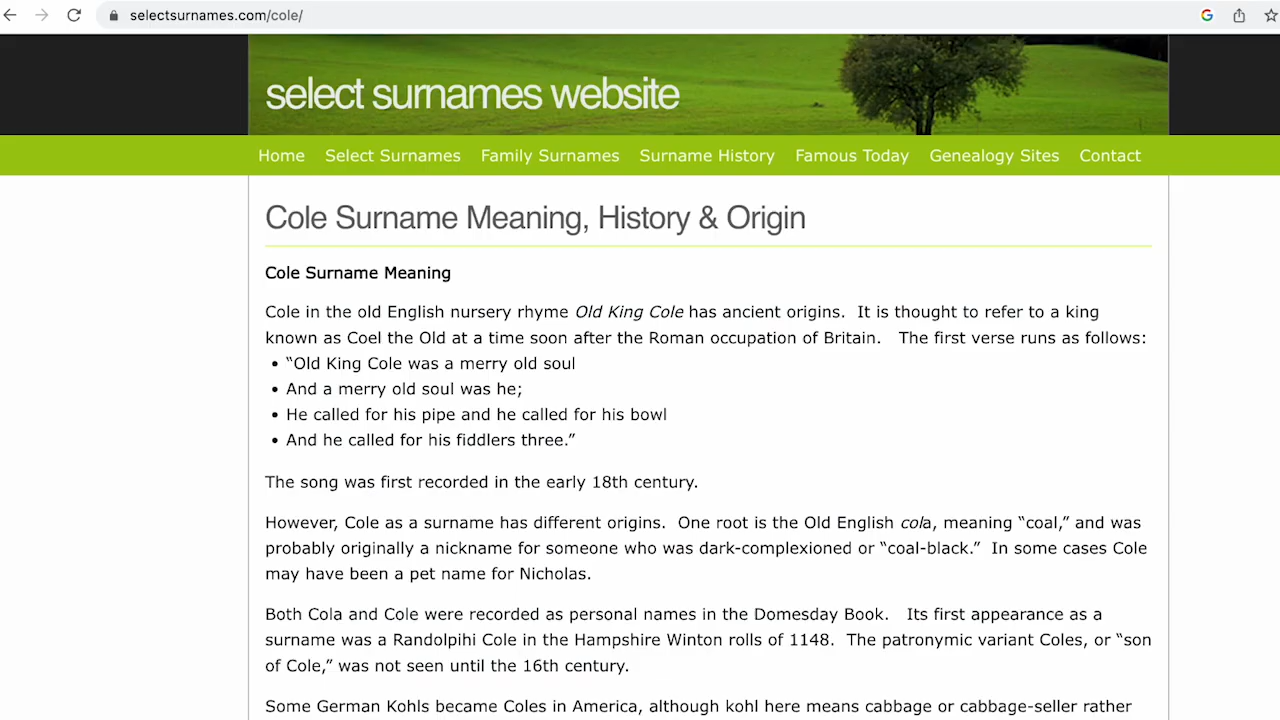 selectsurnames.com/cole/
select surnames website
Home Select Surnames Family Surnames Surname History Famous Today Genealogy Sites Contact
Cole Surname Meaning, History & Origin
Cole Surname Meaning
Cole in the old English nursery rhyme Old King Cole has ancient origins. It is thought to refer to a king
known as Coel the Old at a time soon after the Roman occupation of Britain. The first verse runs as follows:
• “Old King Cole was a merry old soul
• And a merry old soul was he;
• He called for his pipe and he called for his bowl
• And he called for his fiddlers three.”
The song was first recorded in the early 18th century.
However, Cole as a surname has different origins. One root is the Old English cola, meaning “coal,” and was
probably originally a nickname for someone who was dark-complexioned or “coal-black.” In some cases Cole
may have been a pet name for Nicholas.
Both Cola and Cole were recorded as personal names in the Domesday Book. Its first appearance as a
surname was a Randolpihi Cole in the Hampshire Winton rolls of 1148. The patronymic variant Coles, or “son
of Cole,” was not seen until the 16th century.
Some German Kohls became Coles in America, although kohl here means cabbage or cabbage-seller rather